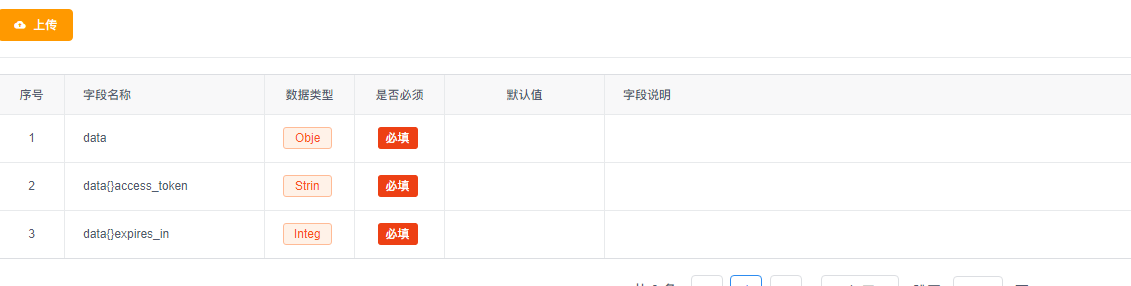 上传
序号 字段名称 数据类型 是否必须 默认值 字段说明
1 data Obje 必填
2 data{}access_token Strin 必填
3 data{}expires_in Integ 必填